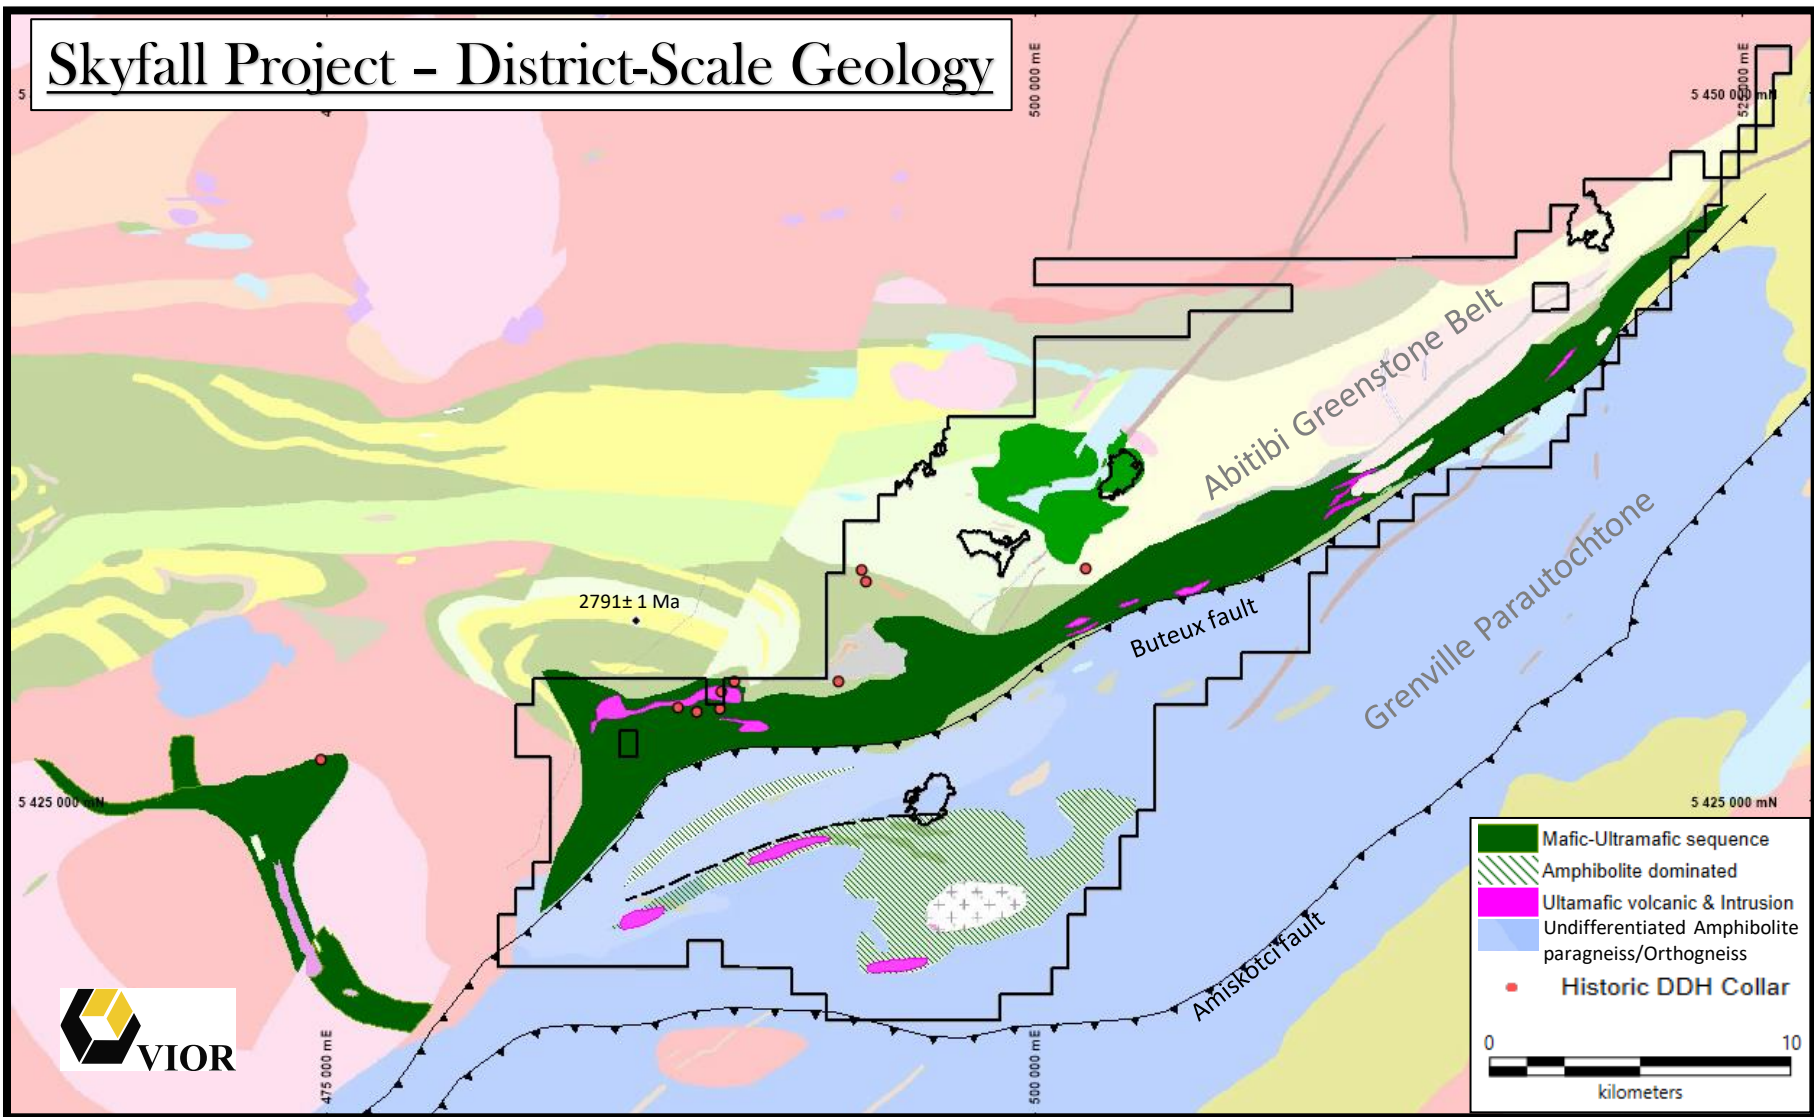 Skyfall Project – District-Scale Geology
500 000 mE
525 000 mE
5 450 000 mN
5
4
Abitibi Greenstone Belt
2791± 1 Ma
Buteux fault
Grenville Parautochtone
5 425 000 mN
5 425 000 mN
Amiskotci fault
475 000 mE
500 000 mE
VIOR
Mafic-Ultramafic sequence
Amphibolite dominated
Ultamafic volcanic & Intrusion
Undifferentiated Amphibolite
paragneiss/Orthogneiss
Historic DDH Collar
0 10
kilometers